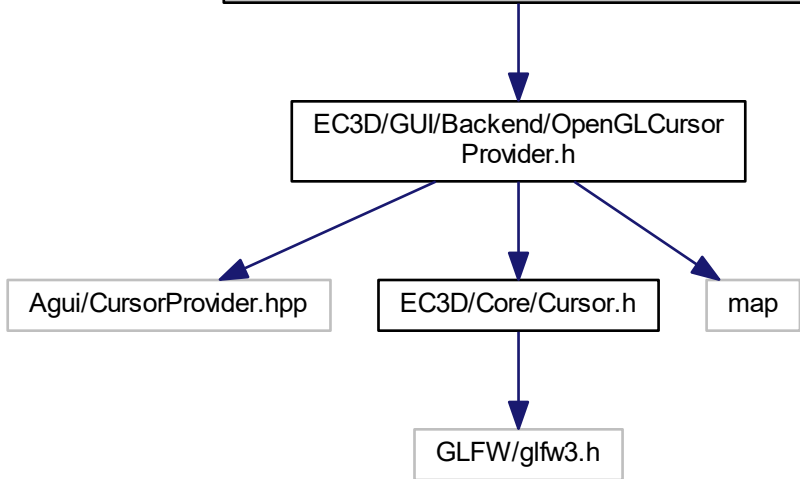 EC3D/GUI/Backend/OpenGLCursor
Provider.h
Agui/CursorProvider.hpp
EC3D/Core/Cursor.h
map
GLFW/glfw3.h